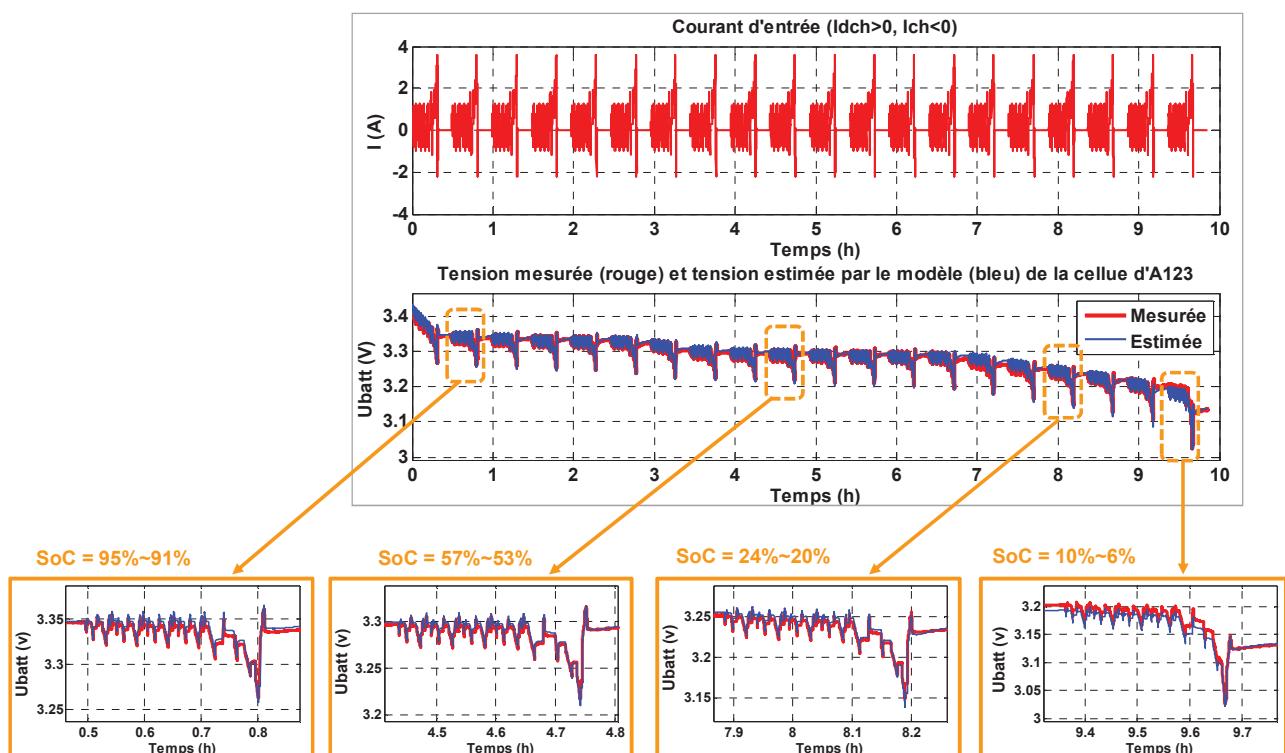 Courant d'entrée (Idch>0, Ich<0)
4
2
0
-2
-4
I (A)
0 1 2 3 4 5 6 7 8 9 10
Temps (h)
Tension mesurée (rouge) et tension estimée par le modèle (bleu) de la cellue d'A123
3.4
3.3
3.2
3.1
3
Ubatt (V)
Mesurée
Estimée
0 1 2 3 4 5 6 7 8 9 10
Temps (h)
SoC = 95%~91%
3.35
3.3
3.25
Ubatt (v)
0.5 0.6 0.7 0.8
Temps (h)
SoC = 57%~53%
3.3
3.25
3.2
Ubatt (v)
4.5 4.6 4.7 4.8
Temps (h)
SoC = 24%~20%
3.25
3.2
3.15
Ubatt (v)
7.9 8 8.1 8.2
Temps (h)
SoC = 10%~6%
3.2
3.15
3.1
3.05
3
Ubatt (v)
9.4 9.5 9.6 9.7
Temps (h)